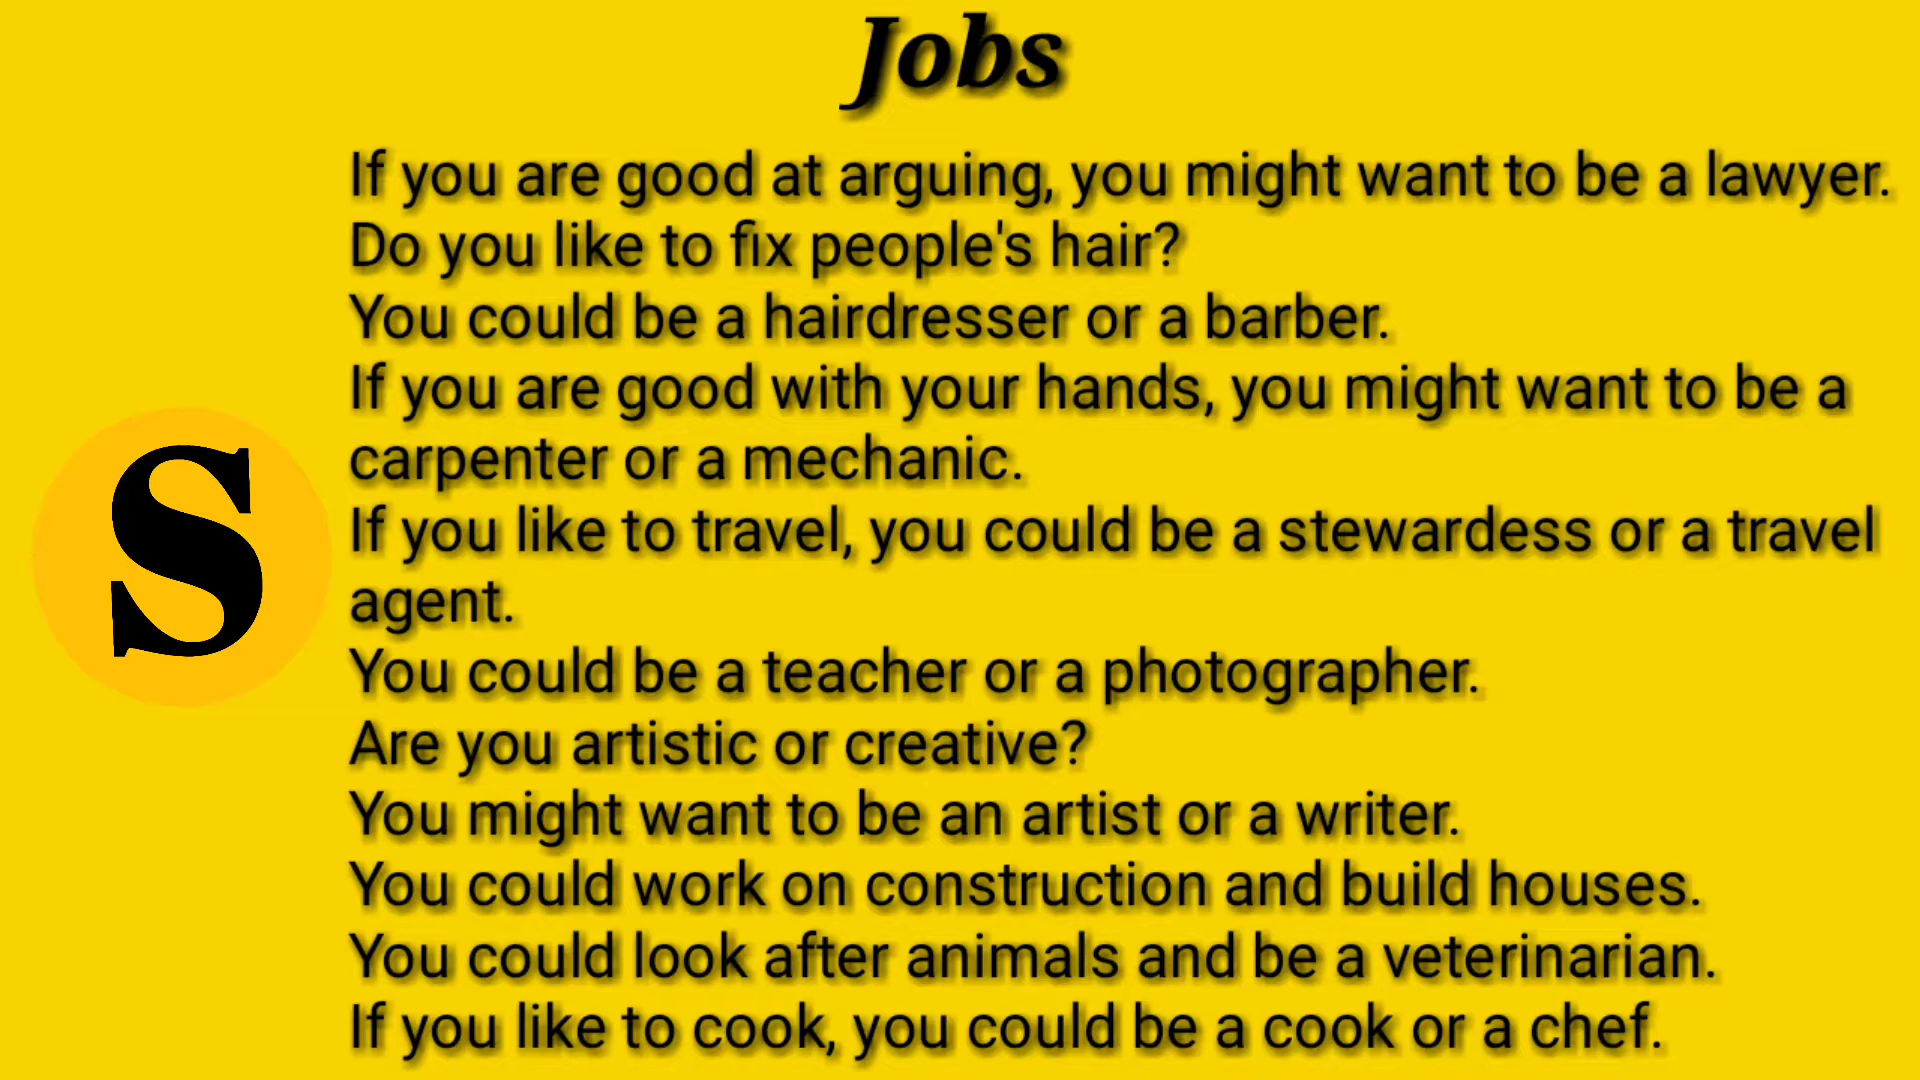 Jobs
If you are good at arguing, you might want to be a lawyer.
Do you like to fix people's hair?
You could be a hairdresser or a barber.
If you are good with your hands, you might want to be a
carpenter or a mechanic.
If you like to travel, you could be a stewardess or a travel
agent.
You could be a teacher or a photographer.
Are you artistic or creative?
You might want to be an artist or a writer.
You could work on construction and build houses.
You could look after animals and be a veterinarian.
If you like to cook, you could be a cook or a chef.
S